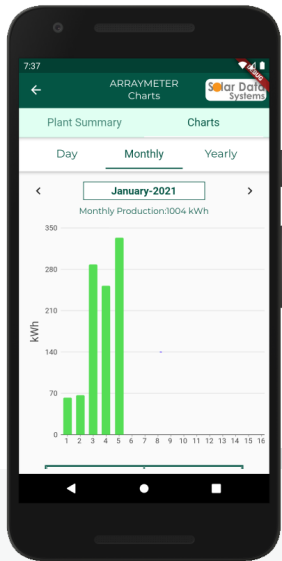 7:37
DEBUG
ARRAYMETER
Charts
Solar Data
Systems
Plant Summary Charts
Day Monthly Yearly
January-2021
Monthly Production:1004 kWh
kWh
350
280
210
140
70
0
1 2 3 4 5 6 7 8 9 10 11 12 13 14 15 16